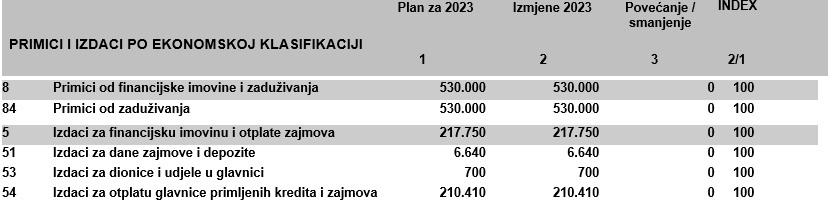 Plan za 2023 Izmjene 2023 Povećanje / INDEX
smanjenje
PRIMICI I IZDACI PO EKONOMSKOJ KLASIFIKACIJI
1 2 3 2/1
8 Primici od financijske imovine i zaduživanja 530.000 530.000 0 100
84 Primici od zaduživanja 530.000 530.000 0 100
5 Izdaci za financijsku imovinu i otplate zajmova 217.750 217.750 0 100
51 Izdaci za dane zajmove i depozite 6.640 6.640 0 100
53 Izdaci za dionice i udjele u glavnici 700 700 0 100
54 Izdaci za otplatu glavnice primljenih kredita i zajmova 210.410 210.410 0 100